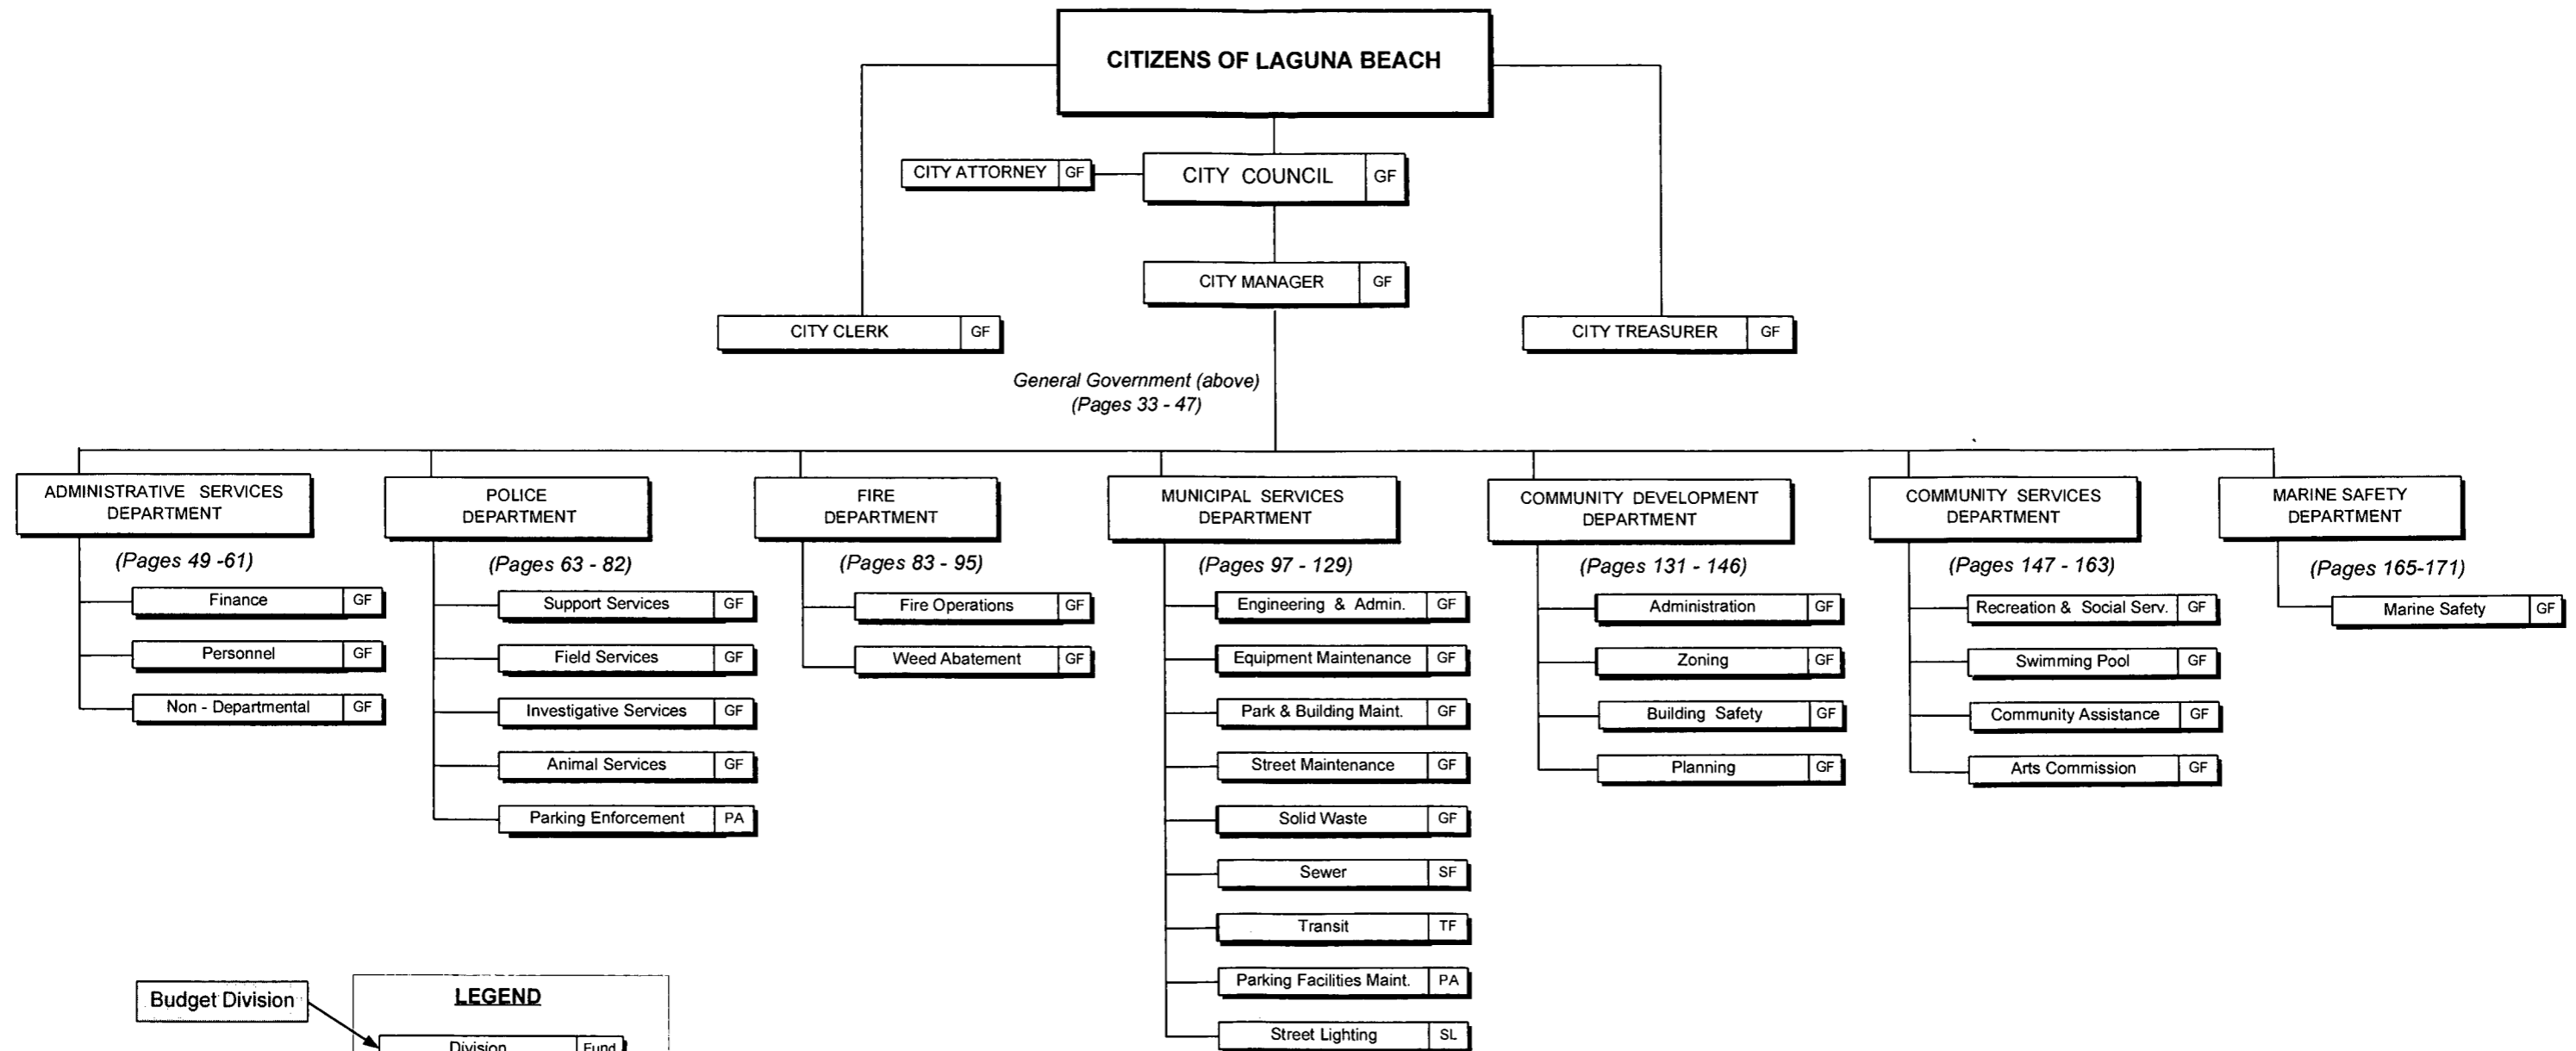 CITIZENS OF LAGUNA BEACH
CITY ATTORNEY GF
CITY COUNCIL GF
CITY MANAGER GF
CITY CLERK GF
CITY TREASURER GF
General Government (above)
(Pages 33 - 47)
ADMINISTRATIVE SERVICES
DEPARTMENT
(Pages 49 -61)
Finance GF
Personnel GF
Non - Departmental GF
POLICE
DEPARTMENT
(Pages 63 - 82)
Support Services GF
Field Services GF
Investigative Services GF
Animal Services GF
Parking Enforcement PA
FIRE
DEPARTMENT
(Pages 83 - 95)
Fire Operations GF
Weed Abatement GF
MUNICIPAL SERVICES
DEPARTMENT
(Pages 97 - 129)
Engineering & Admin. GF
Equipment Maintenance GF
Park & Building Maint. GF
Street Maintenance GF
Solid Waste GF
Sewer SF
Transit TF
Parking Facilities Maint. PA
Street Lighting SL
COMMUNITY DEVELOPMENT
DEPARTMENT
(Pages 131 - 146)
Administration GF
Zoning GF
Building Safety GF
Planning GF
COMMUNITY SERVICES
DEPARTMENT
(Pages 147 - 163)
Recreation & Social Serv. GF
Swimming Pool GF
Community Assistance GF
Arts Commission GF
MARINE SAFETY
DEPARTMENT
(Pages 165-171)
Marine Safety GF
Budget Division
LEGEND
Division Fund